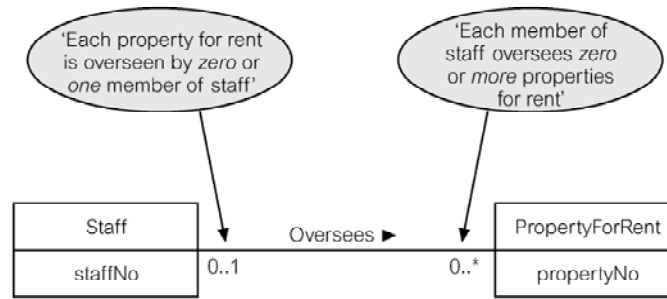 'Each property for rent
is overseen by zero or
one member of staff'
'Each member of
staff oversees zero
or more properties
for rent'
Staff
staffNo
Oversees ►
0..1
0..*
PropertyForRent
propertyNo